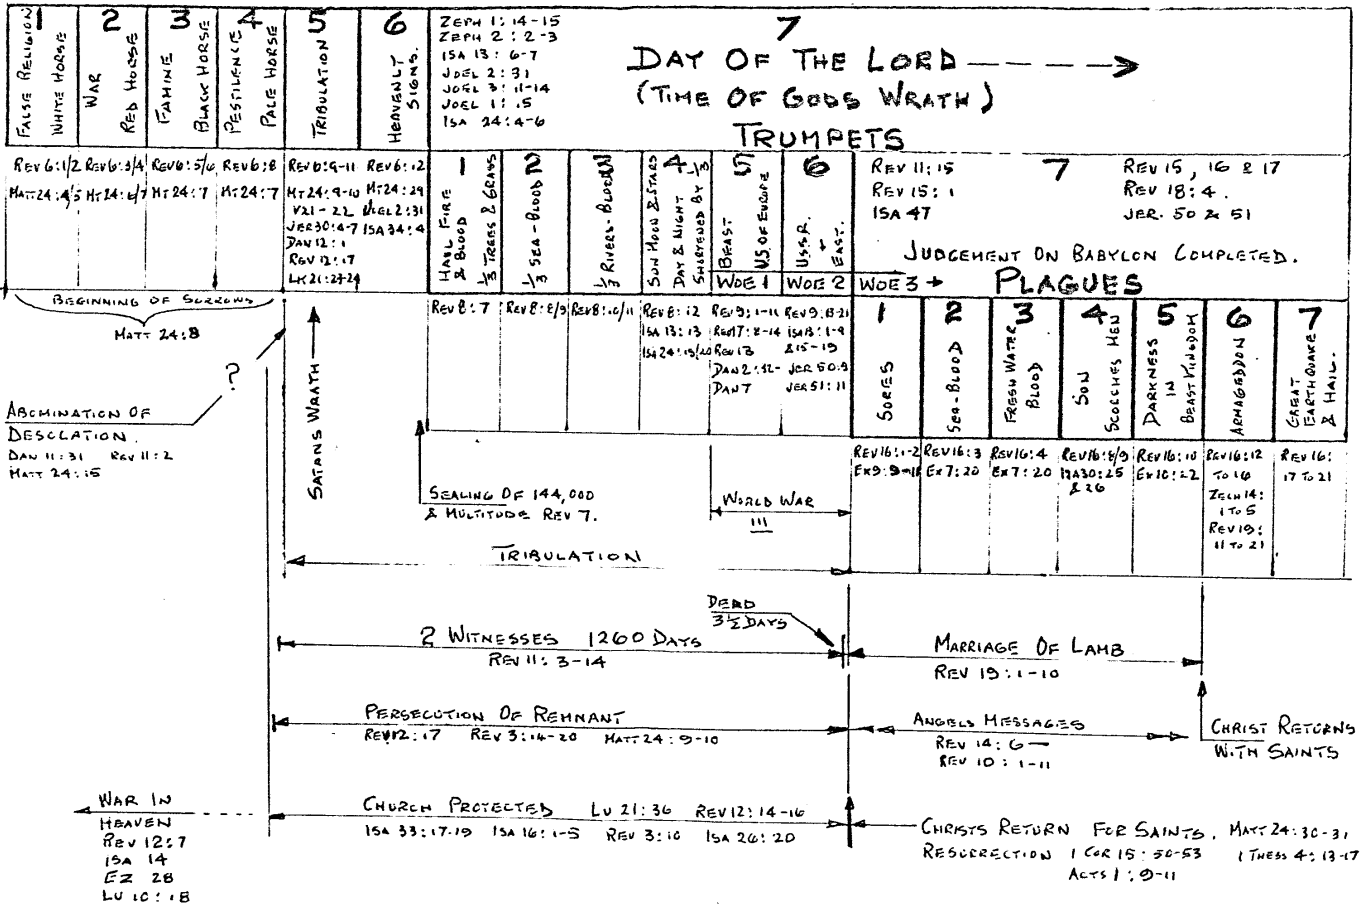 1
FALSE RELIGION
WHITE HORSE
2
WAR
RED HORSE
3
FAMINE
BLACK HORSE
4
PESTILENCE
PALE HORSE
5
TRIBULATION
6
HEAVENLY
SIGNS.
ZEPH 1:14-15
ZEPH 2:2-3
ISA 13:6-7
JOEL 2:31
JOEL 3:11-14
JOEL 1:15
ISA 24:4-6
7
DAY OF THE LORD
(TIME OF GODS WRATH)
TRUMPETS
REV 6:1/2
MATT 24:4/5
REV 6:3/4
MT 24:6/7
REV 6:5/6
MT 24:7
REV 6:8
MT 24:7
REV 6:9-11
MT 24:9-10
V21-22
JER 30:4-7
DAN 12:1
REV 12:17
LK 21:23-24
REV 6:12
MT 24:29
JOEL 2:31
ISA 34:4
1
HAIL FIRE
& BLOOD
1/3 TREES & GRASS
2
1/3 SEA-BLOOD
3
1/3 RIVERS-BLOOD
4
SUN MOON & STARS
DAY & NIGHT
SHORTENED BY 1/3
5
BEAST
U.S OF EUROPE
WOE 1
6
U.S.S.R.
+
EAST.
WOE 2
REV 11:15
REV 15:1
ISA 47
7
REV 15, 16 & 17
REV 18:4.
JER. 50 & 51
JUDGEMENT ON BABYLON COMPLETED.
WOE 3 →
PLAGUES
BEGINNING OF SORROWS
MATT 24:8
REV 8:7
REV 8:8/9
REV 8:10/11
REV 8:12
ISA 13:13
ISA 24:19/20
REV 9:1-11
REV 17:8-14
REV 13
DAN 2:32-
DAN 7
REV 9:13-21
ISA 13:1-9
& 15-19
JER 50:9
JER 51:11
1
SORES
2
SEA-BLOOD
3
FRESH WATER
BLOOD
4
SUN
SCORCHES MEN
5
DARKNESS
IN
BEAST KINGDOM
6
ARMAGEDDON
7
GREAT
EARTHQUAKE
& HAIL.
REV 16:1-2
EX 9:9-11
REV 16:3
EX 7:20
REV 16:4
EX 7:20
REV 16:8/9
ISA 30:25
& 26
REV 16:10
EX 10:22
REV 16:12
TO 16
ZECH 14:
1 TO 5
REV 19:
11 TO 21
REV 16:
17 TO 21
?
ABOMINATION OF
DESOLATION.
DAN 11:31 REV 11:2
MATT 24:15
SATANS WRATH
SEALING OF 144,000
& MULTITUDE REV 7.
WORLD WAR
III
TRIBULATION
DEAD
3½ DAYS
2 WITNESSES 1260 DAYS
REV 11:3-14
MARRIAGE OF LAMB
REV 19:1-10
PERSECUTION OF REMNANT
REV 12:17 REV 3:14-20 MATT 24:9-10
ANGELS MESSAGES
REV 14:6—
REV 10:1-11
CHRIST RETURNS
WITH SAINTS
WAR IN
HEAVEN
REV 12:7
ISA 14
EZ 28
LU 10:18
CHURCH PROTECTED LU 21:36 REV 12:14-16
ISA 33:17-19 ISA 16:1-5 REV 3:10 ISA 26:20
CHRISTS RETURN FOR SAINTS. MATT 24:30-31
RESURRECTION 1 COR 15:50-53 1 THESS 4:13-17
ACTS 1:9-11